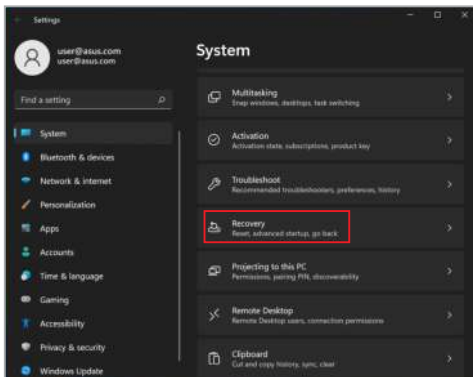 Settings
user@asus.com
user@asus.com
Find a setting
System
Bluetooth & devices
Network & internet
Personalization
Apps
Accounts
Time & language
Gaming
Accessibility
Privacy & security
Windows Update
System
Multitasking
Snap windows, desktops, task switching
Activation
Activation state, subscriptions, product key
Troubleshoot
Recommended troubleshooters, preferences, history
Recovery
Reset, advanced startup, go back
Projecting to this PC
Permissions, pairing PIN, discoverability
Remote Desktop
Remote Desktop users, connection permissions
Clipboard
Cut and copy history, sync, clear